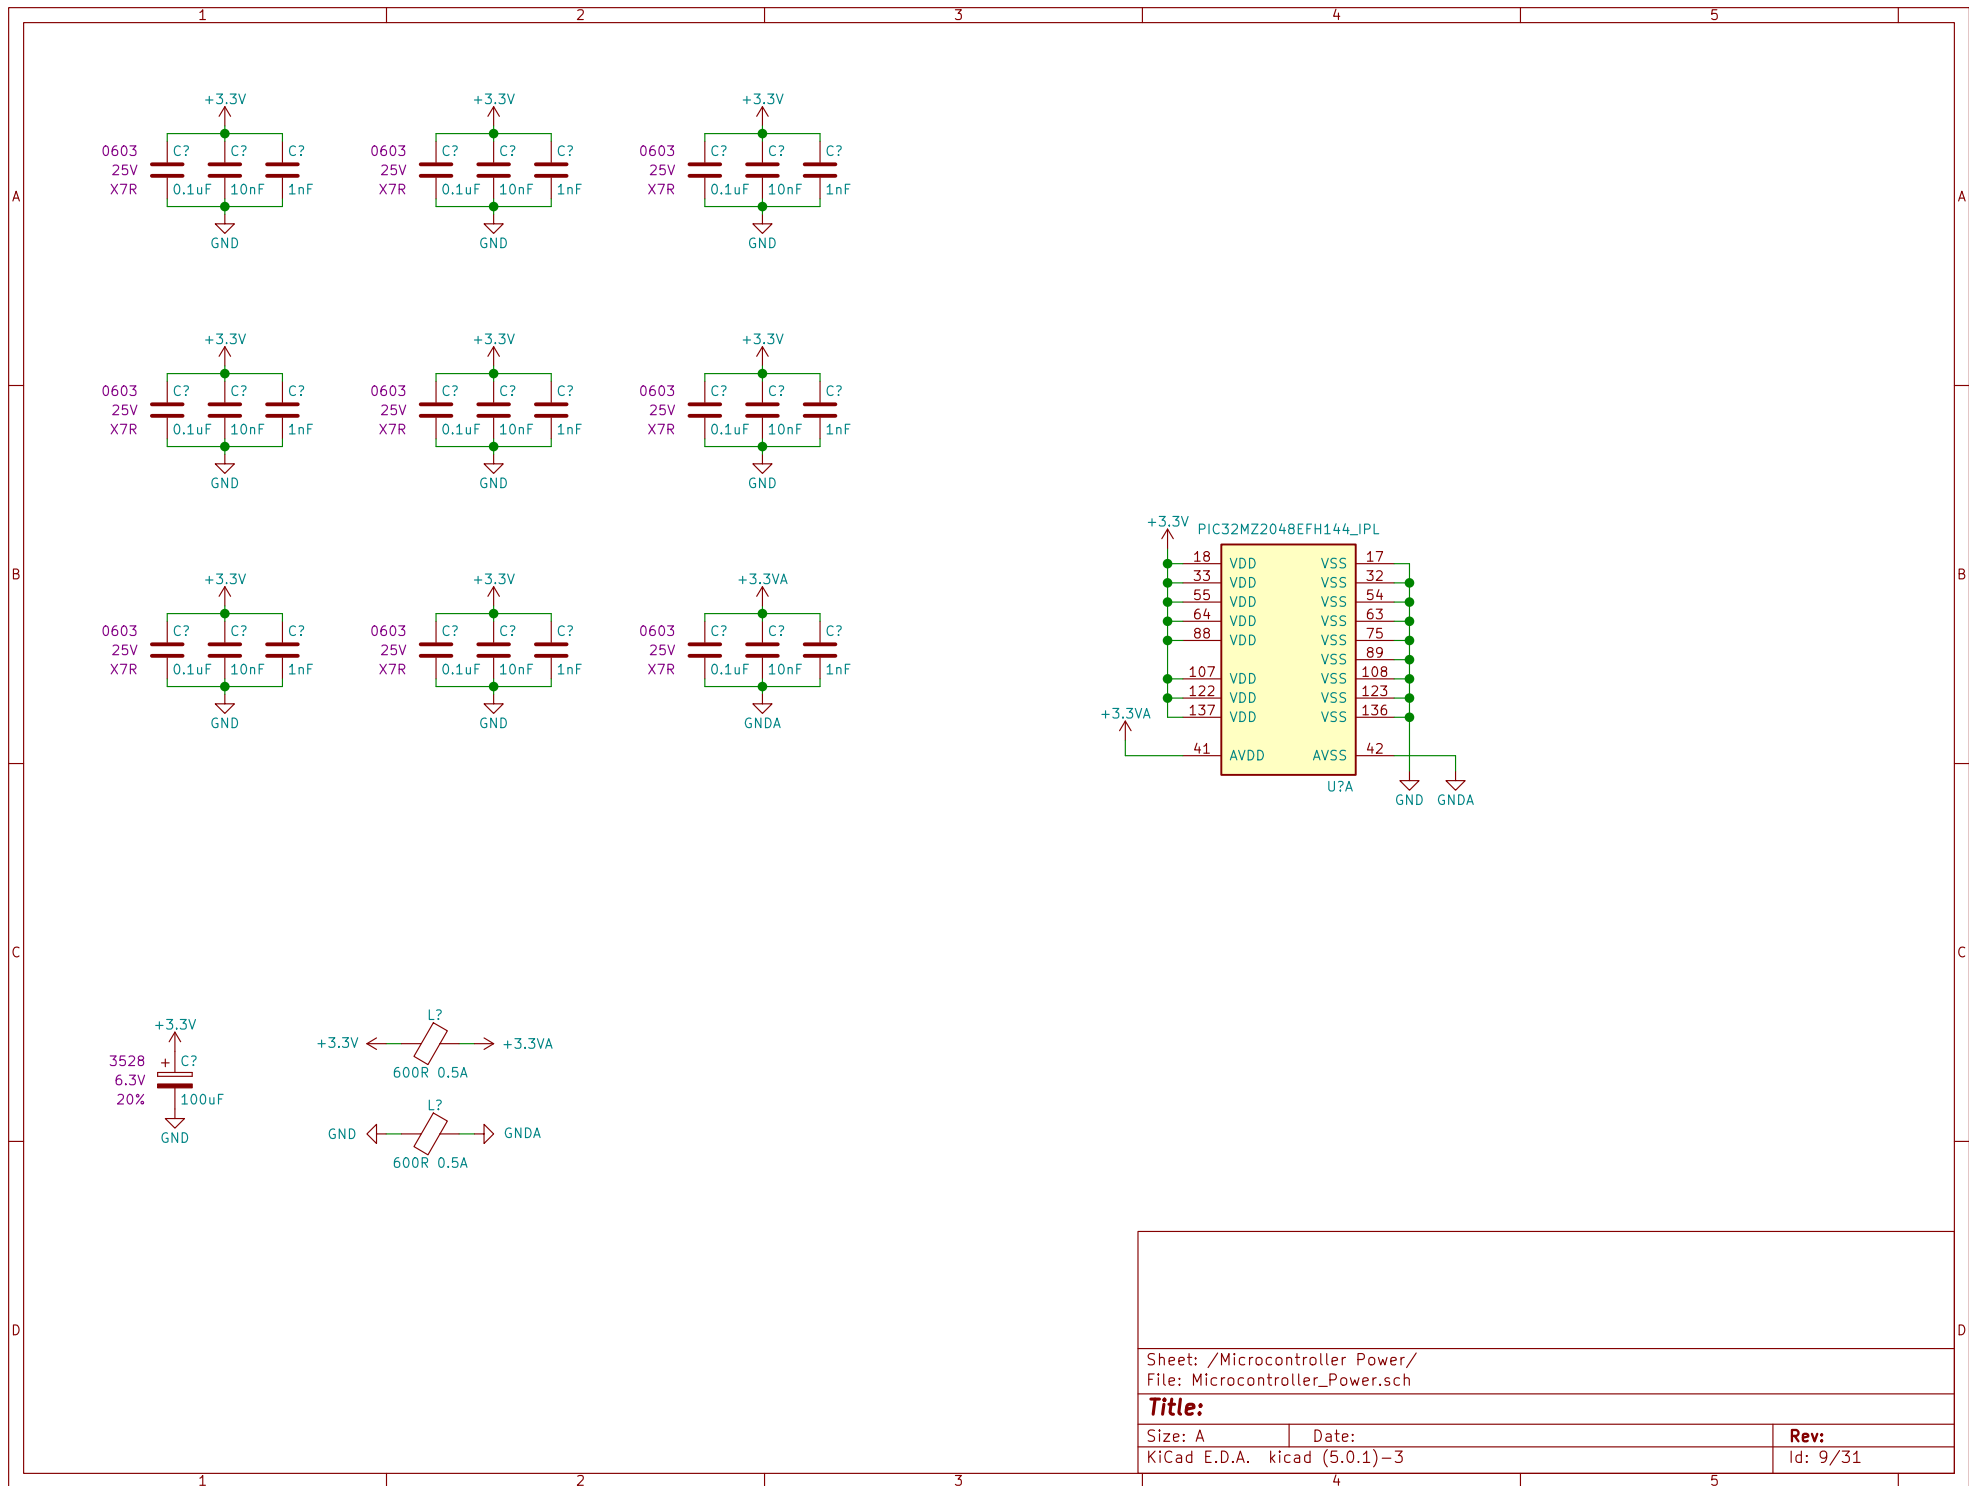 1 2 3 4 5
+3.3V +3.3V +3.3V
0603 C? C? C? 0603 C? C? C? 0603 C? C? C?
25V 25V 25V
X7R 0.1uF 10nF 1nF X7R 0.1uF 10nF 1nF X7R 0.1uF 10nF 1nF
A A
GND GND GND
+3.3V +3.3V +3.3V
0603 C? C? C? 0603 C? C? C? 0603 C? C? C?
25V 25V 25V
X7R 0.1uF 10nF 1nF X7R 0.1uF 10nF 1nF X7R 0.1uF 10nF 1nF
GND GND GND
+3.3V PIC32MZ2048EFH144_IPL
18 VDD VSS 17
B +3.3V +3.3V +3.3VA 33 VDD VSS 32 B
55 VDD VSS 54
64 VDD VSS 63
0603 C? C? C? 0603 C? C? C? 0603 C? C? C? 88 VDD VSS 75
25V 25V 25V VSS 89
X7R 0.1uF 10nF 1nF X7R 0.1uF 10nF 1nF X7R 0.1uF 10nF 1nF 107 VDD VSS 108
122 VDD VSS 123
GND GND GNDA +3.3VA 137 VDD VSS 136
41 AVDD AVSS 42
U?A
GND GNDA
C C
L?
+3.3V
+3.3V +3.3VA
3528 + C?
600R 0.5A
6.3V
20% 100uF
L?
GND GND GNDA
600R 0.5A
D D
Sheet: /Microcontroller Power/
File: Microcontroller_Power.sch
Title:
Size: A Date: Rev:
KiCad E.D.A. kicad (5.0.1)-3 Id: 9/31
1 2 3 4 5